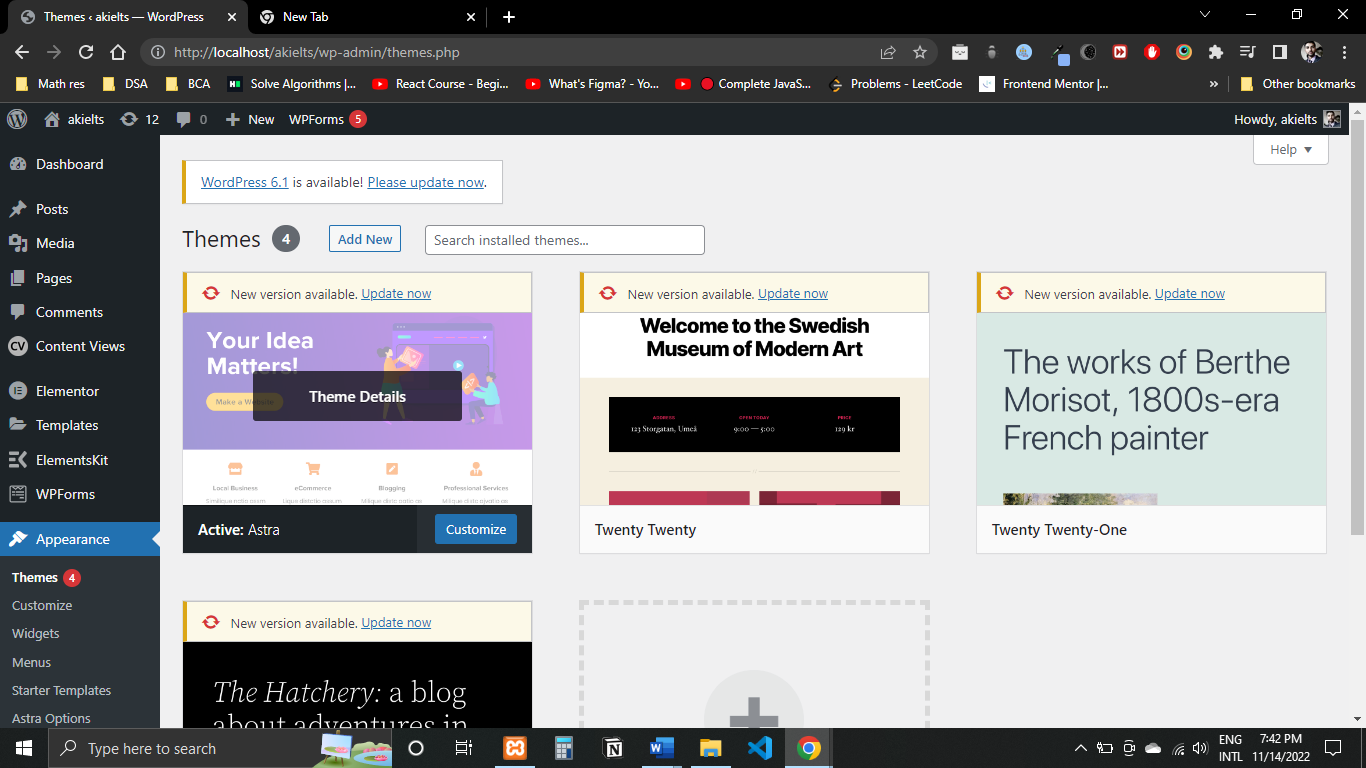 Themes ‹ akielts — WordPress
New Tab
http://localhost/akielts/wp-admin/themes.php
Math res
DSA
BCA
Solve Algorithms |...
React Course - Begi...
What's Figma? - Yo...
Complete JavaS...
Problems - LeetCode
Frontend Mentor |...
»
Other bookmarks
akielts
12
0
New
WPForms 5
Howdy, akielts
Dashboard
Posts
Media
Pages
Comments
CV Content Views
Elementor
Templates
ElementsKit
WPForms
Appearance
Themes 4
Customize
Widgets
Menus
Starter Templates
Astra Options
Help
WordPress 6.1 is available! Please update now.
Themes 4
Add New
Search installed themes...
New version available. Update now
Your Idea
Matters!
Make a Website
Theme Details
Local Business
eCommerce
Blogging
Professional Services
Active: Astra
Customize
New version available. Update now
Welcome to the Swedish
Museum of Modern Art
ADDRESS
OPEN TODAY
PRICE
123 Storgatan, Umeå
9:00 — 5:00
129 kr
Twenty Twenty
New version available. Update now
The works of Berthe
Morisot, 1800s-era
French painter
Twenty Twenty-One
New version available. Update now
The Hatchery: a blog
about adventures in
Type here to search
ENG
INTL
7:42 PM
11/14/2022